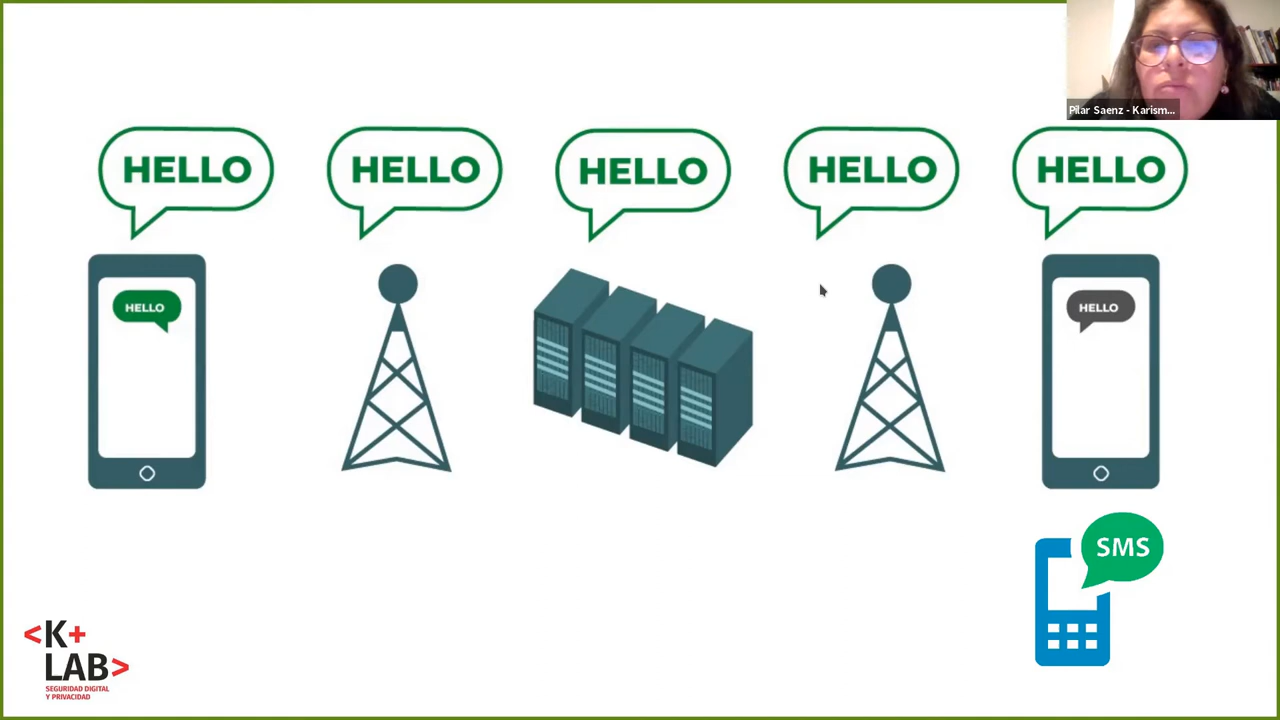 Pilar Saenz - Karism...
HELLO
HELLO
HELLO
HELLO
HELLO
HELLO
HELLO
SMS
<K+
LAB>
SEGURIDAD DIGITAL
Y PRIVACIDAD